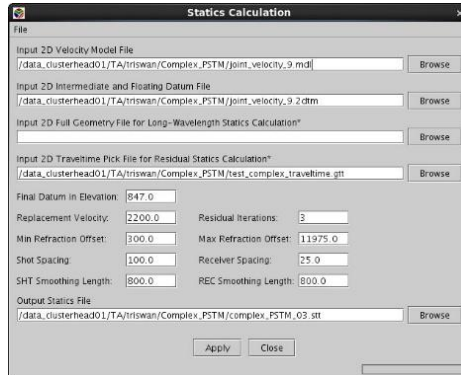 Statics Calculation
File
Input 2D Velocity Model File
/data_clusterhead01/TA/triswan/Complex_PSTM/joint_velocity_9.mdl
Browse
Input 2D Intermediate and Floating Datum File
/data_clusterhead01/TA/triswan/Complex_PSTM/joint_velocity_9.2dtm
Browse
Input 2D Full Geometry File for Long-Wavelength Statics Calculation*
Browse
Input 2D Traveltime Pick File for Residual Statics Calculation*
/data_clusterhead01/TA/triswan/Complex_PSTM/test_complex_traveltime.gtt
Browse
Final Datum in Elevation: 847.0
Replacement Velocity: 2200.0 Residual Iterations: 3
Min Refraction Offset: 300.0 Max Refraction Offset: 11975.0
Shot Spacing: 100.0 Receiver Spacing: 25.0
SHT Smoothing Length: 800.0 REC Smoothing Length: 800.0
Output Statics File
/data_clusterhead01/TA/triswan/Complex_PSTM/complex_PSTM_03.stt
Browse
Apply Close